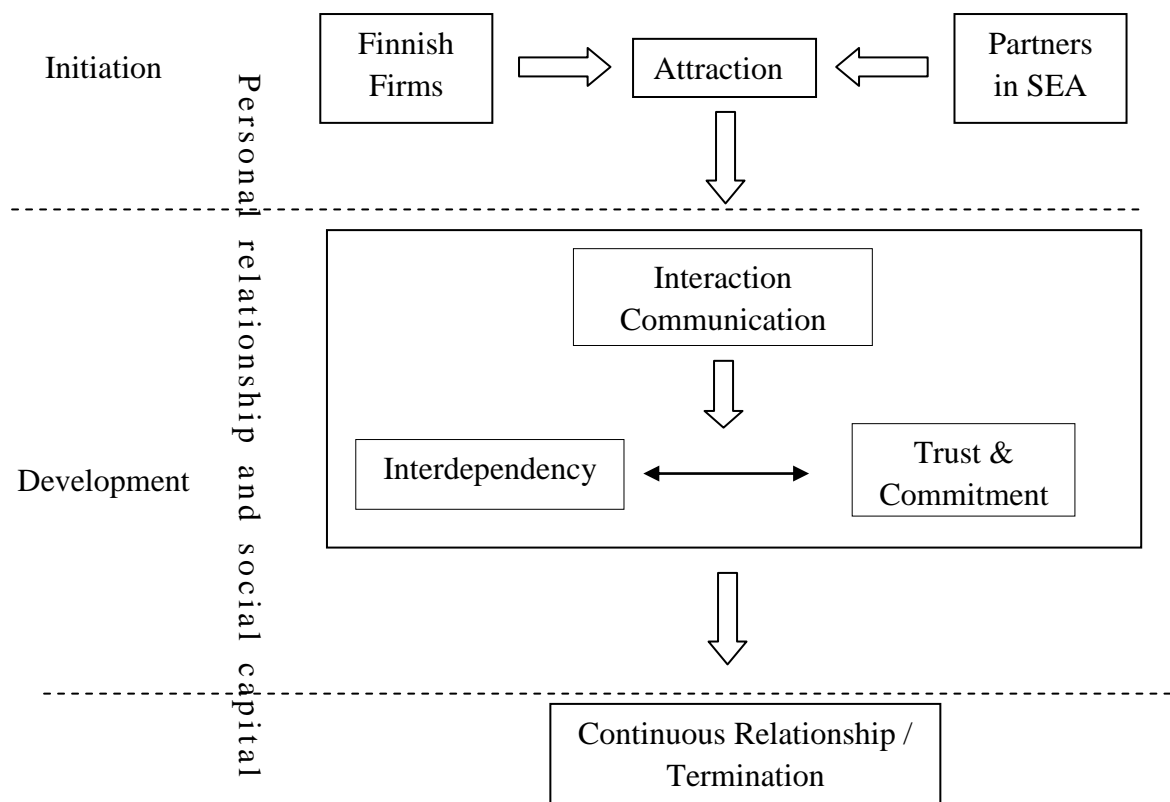 Initiation
Finnish
Firms
Attraction
Partners
in SEA
Personal relationship and social capital
Interaction
Communication
Development
Interdependency
Trust &
Commitment
Continuous Relationship /
Termination